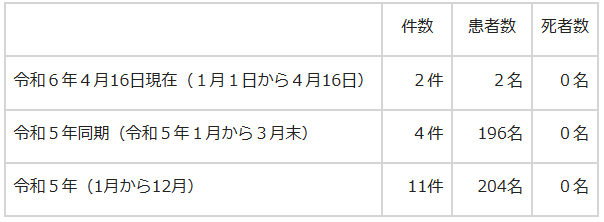 件数 患者数 死者数
令和６年４月16日現在（１月１日から４月16日） ２件 ２名 ０名
令和５年同期（令和５年１月から３月末） ４件 196名 ０名
令和５年（1月から12月） 11件 204名 ０名